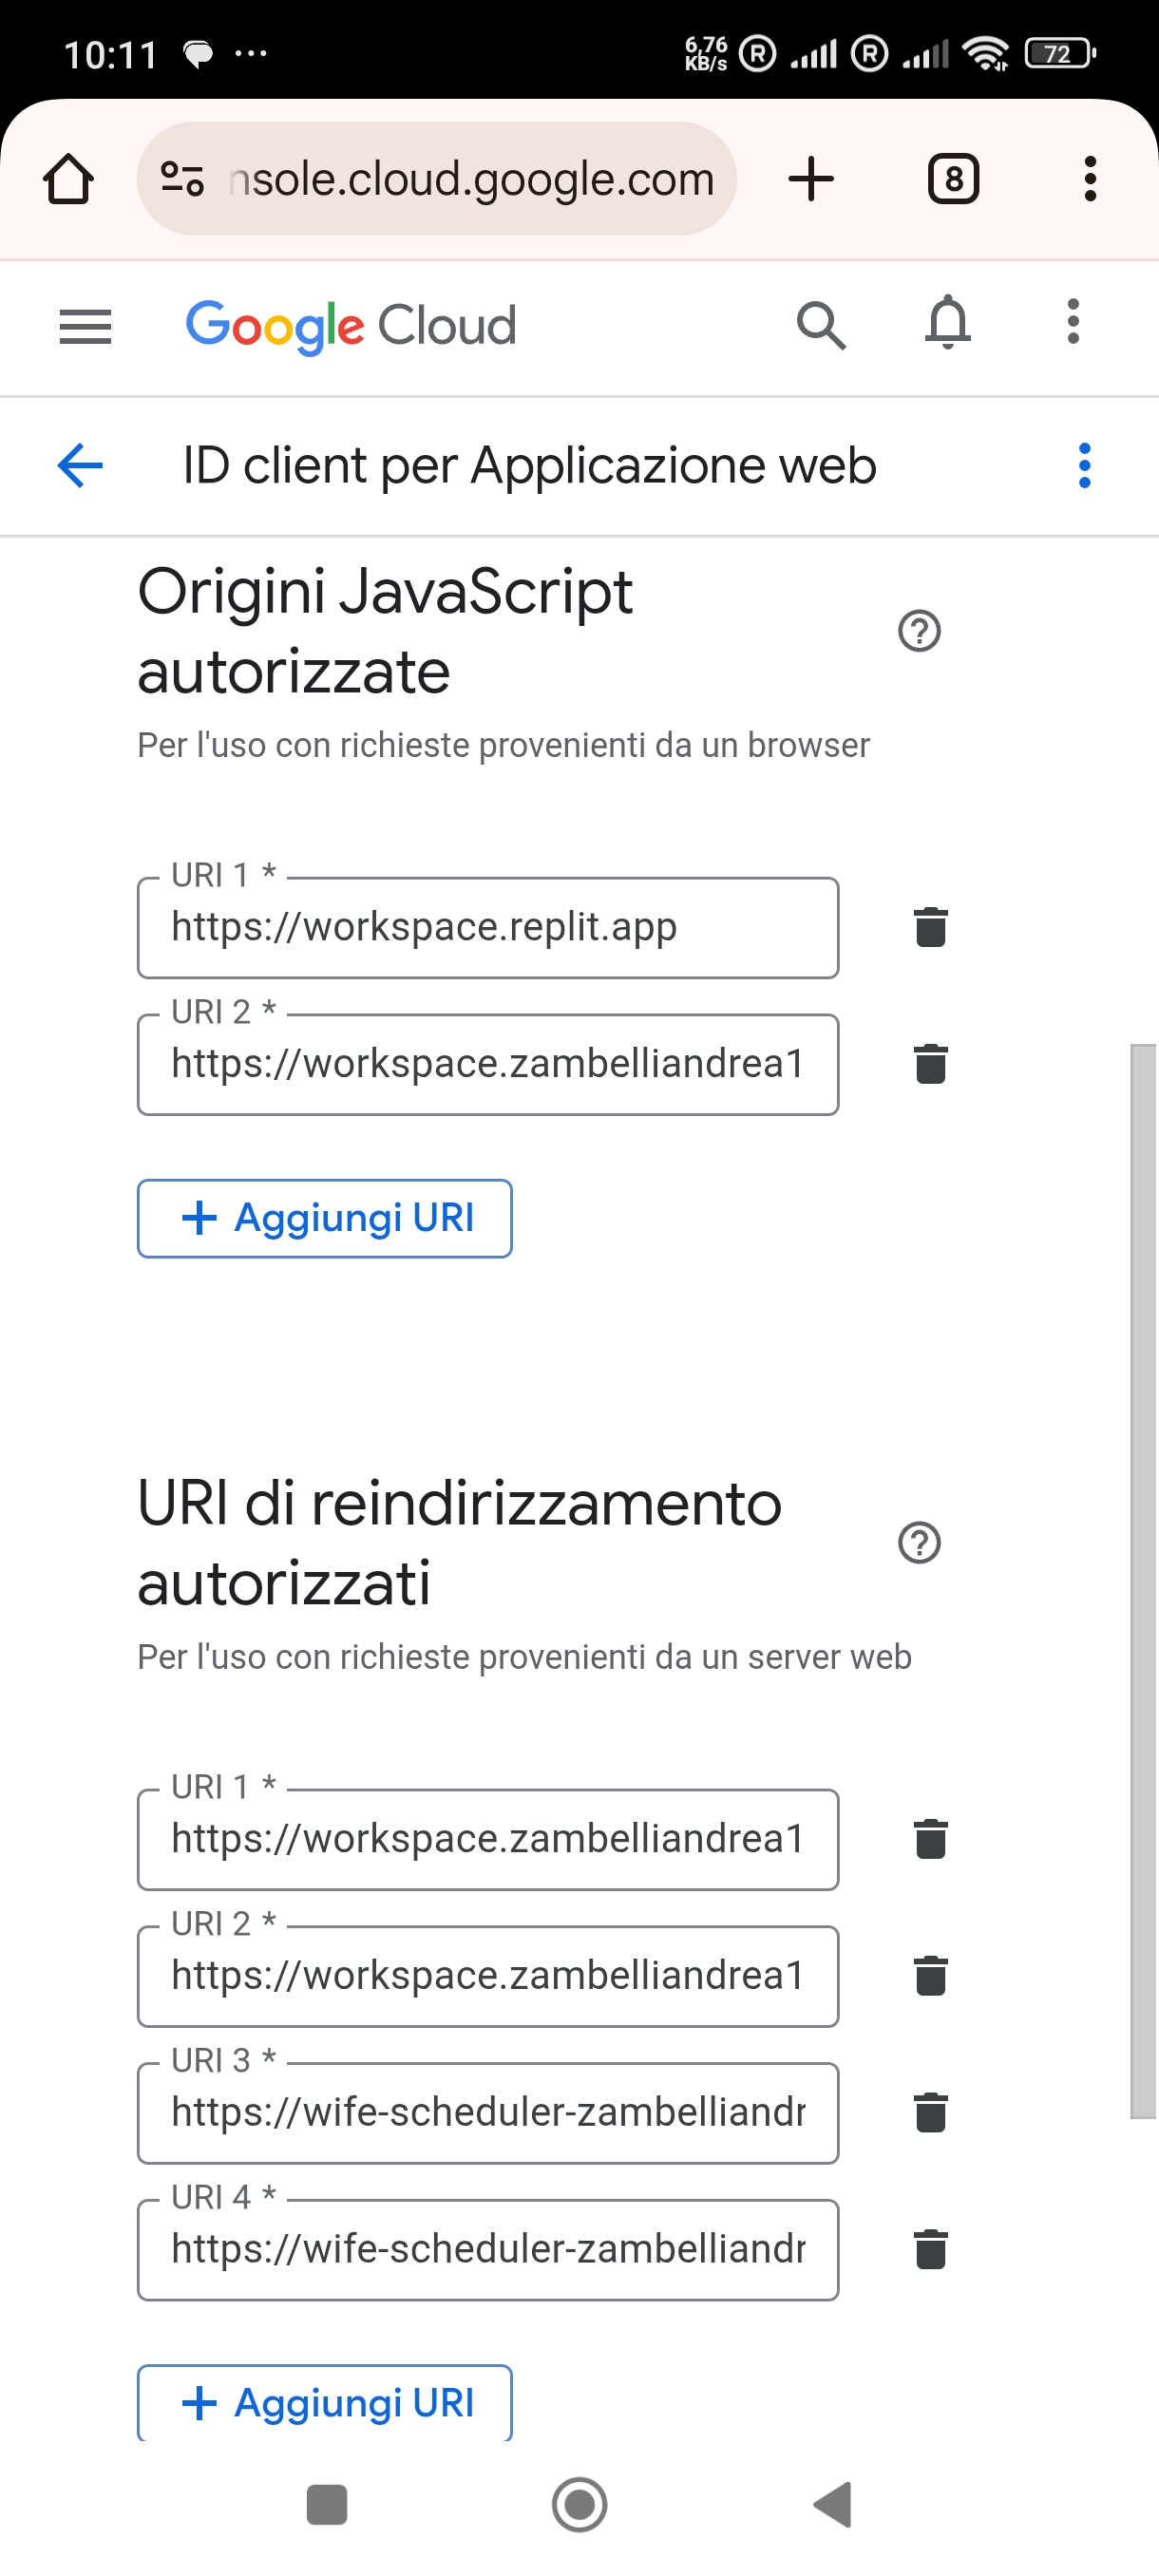 10:11
6,76
KB/s
R
R
72
nsole.cloud.google.com
8
Google Cloud
ID client per Applicazione web
Origini JavaScript
autorizzate
Per l'uso con richieste provenienti da un browser
URI 1 *
https://workspace.replit.app
URI 2 *
https://workspace.zambelliandrea1
Aggiungi URI
URI di reindirizzamento
autorizzati
Per l'uso con richieste provenienti da un server web
URI 1 *
https://workspace.zambelliandrea1
URI 2 *
https://workspace.zambelliandrea1
URI 3 *
https://wife-scheduler-zambelliandr
URI 4 *
https://wife-scheduler-zambelliandr
Aggiungi URI